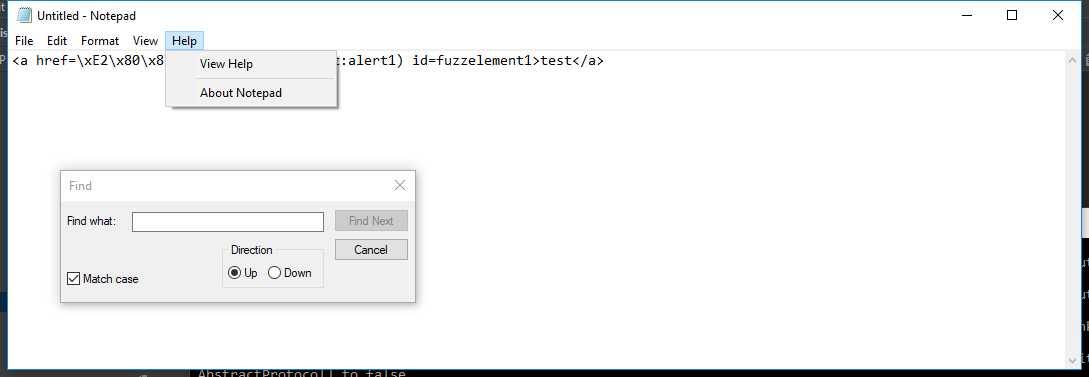 Untitled - Notepad
File Edit Format View Help
<a href=\xE2\x80\x8 :alert1) id=fuzzelement1>test</a>
View Help
About Notepad
Find
Find what: Find Next
Direction Cancel
Match case Up Down
AbstractProtocol] to false